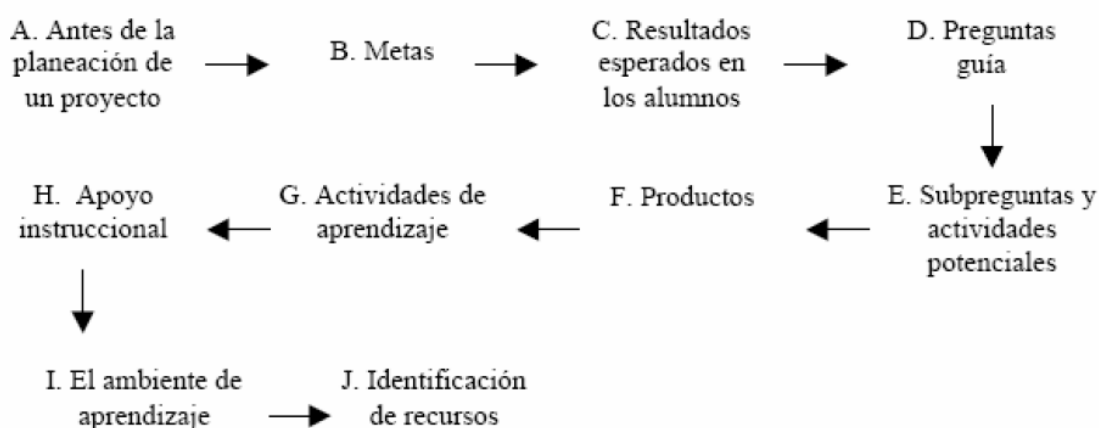 A. Antes de la
planeación de
un proyecto
B. Metas
C. Resultados
esperados en
los alumnos
D. Preguntas
guía
E. Subpreguntas y
actividades
potenciales
F. Productos
G. Actividades de
aprendizaje
H. Apoyo
instruccional
I. El ambiente de
aprendizaje
J. Identificación
de recursos